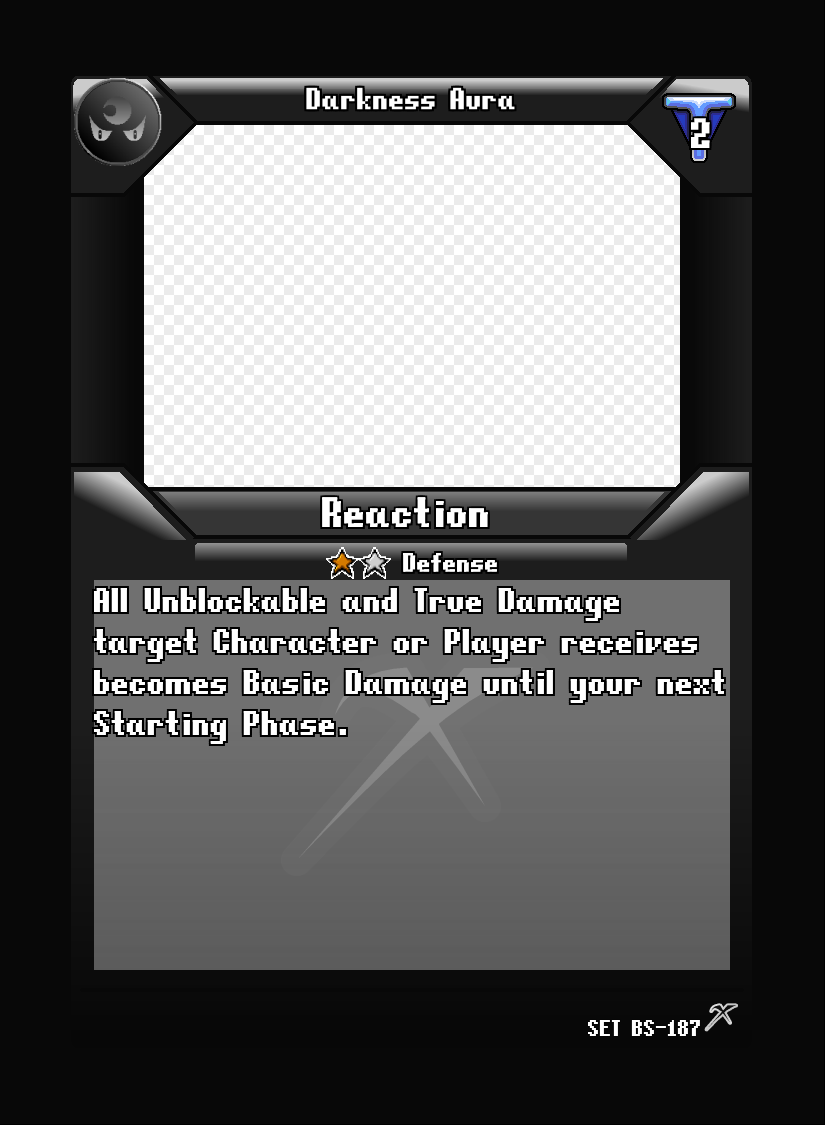 Darkness Aura
2
Reaction
Defense
All Unblockable and True Damage
target Character or Player receives
becomes Basic Damage until your next
Starting Phase.
SET BS-187